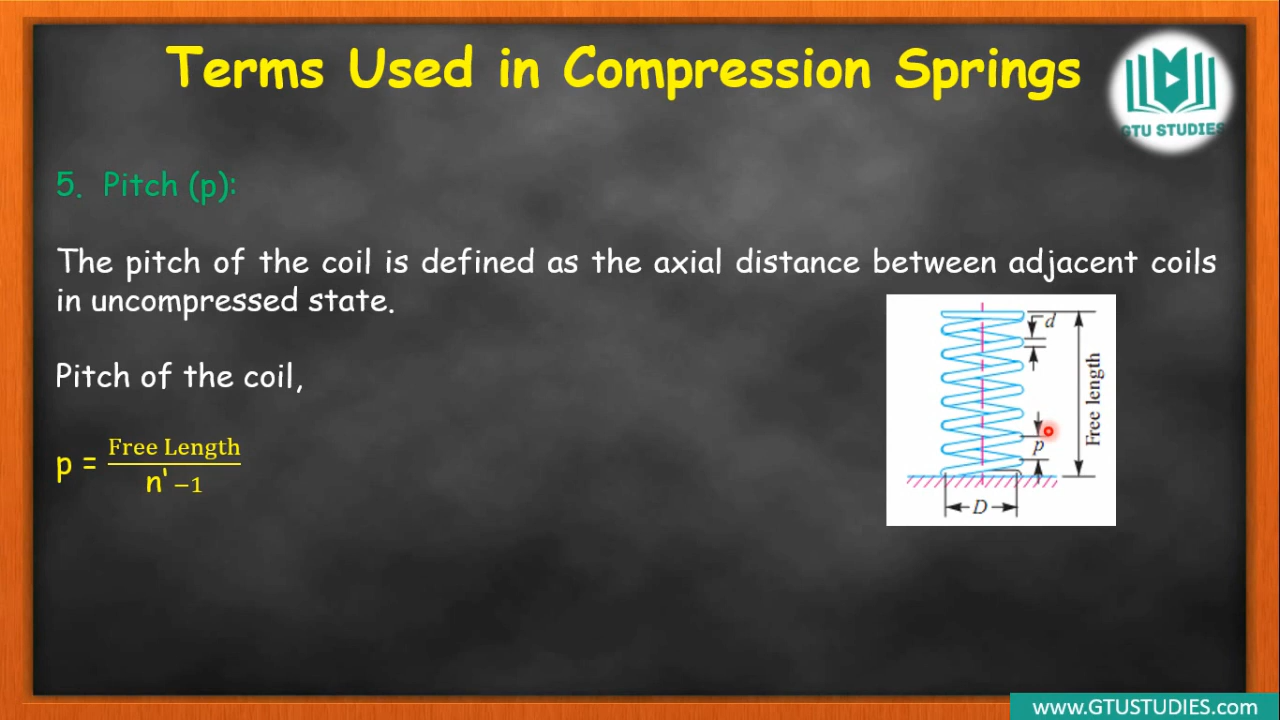 Terms Used in Compression Springs
GTU STUDIES
5. Pitch (p):
The pitch of the coil is defined as the axial distance between adjacent coils
in uncompressed state.
Pitch of the coil,
p = Free Length
n' −1
d
Free length
p
D
www.GTUSTUDIES.com